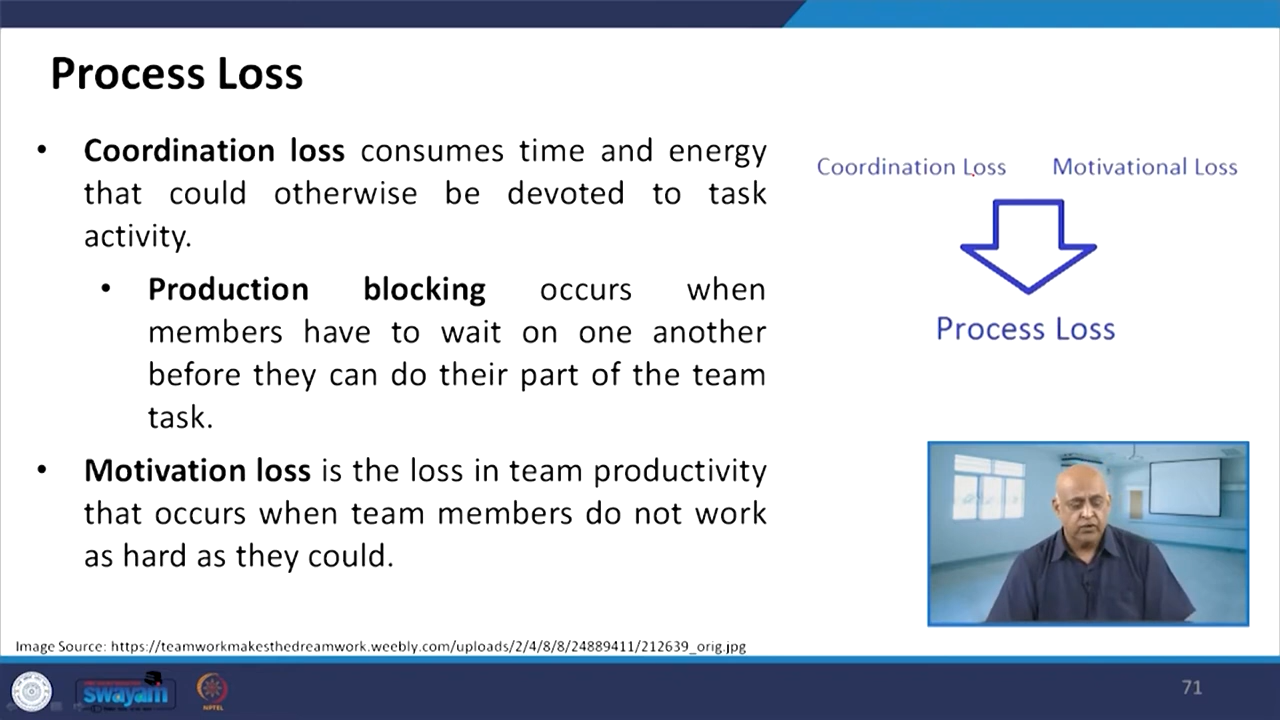 Process Loss
• Coordination loss consumes time and energy
that could otherwise be devoted to task
activity.
• Production blocking occurs when
members have to wait on one another
before they can do their part of the team
task.
• Motivation loss is the loss in team productivity
that occurs when team members do not work
as hard as they could.
Coordination Loss Motivational Loss
Process Loss
Image Source: https://teamworkmakesthedreamwork.weebly.com/uploads/2/4/8/8/24889411/212639_orig.jpg
swayam
NPTEL
71